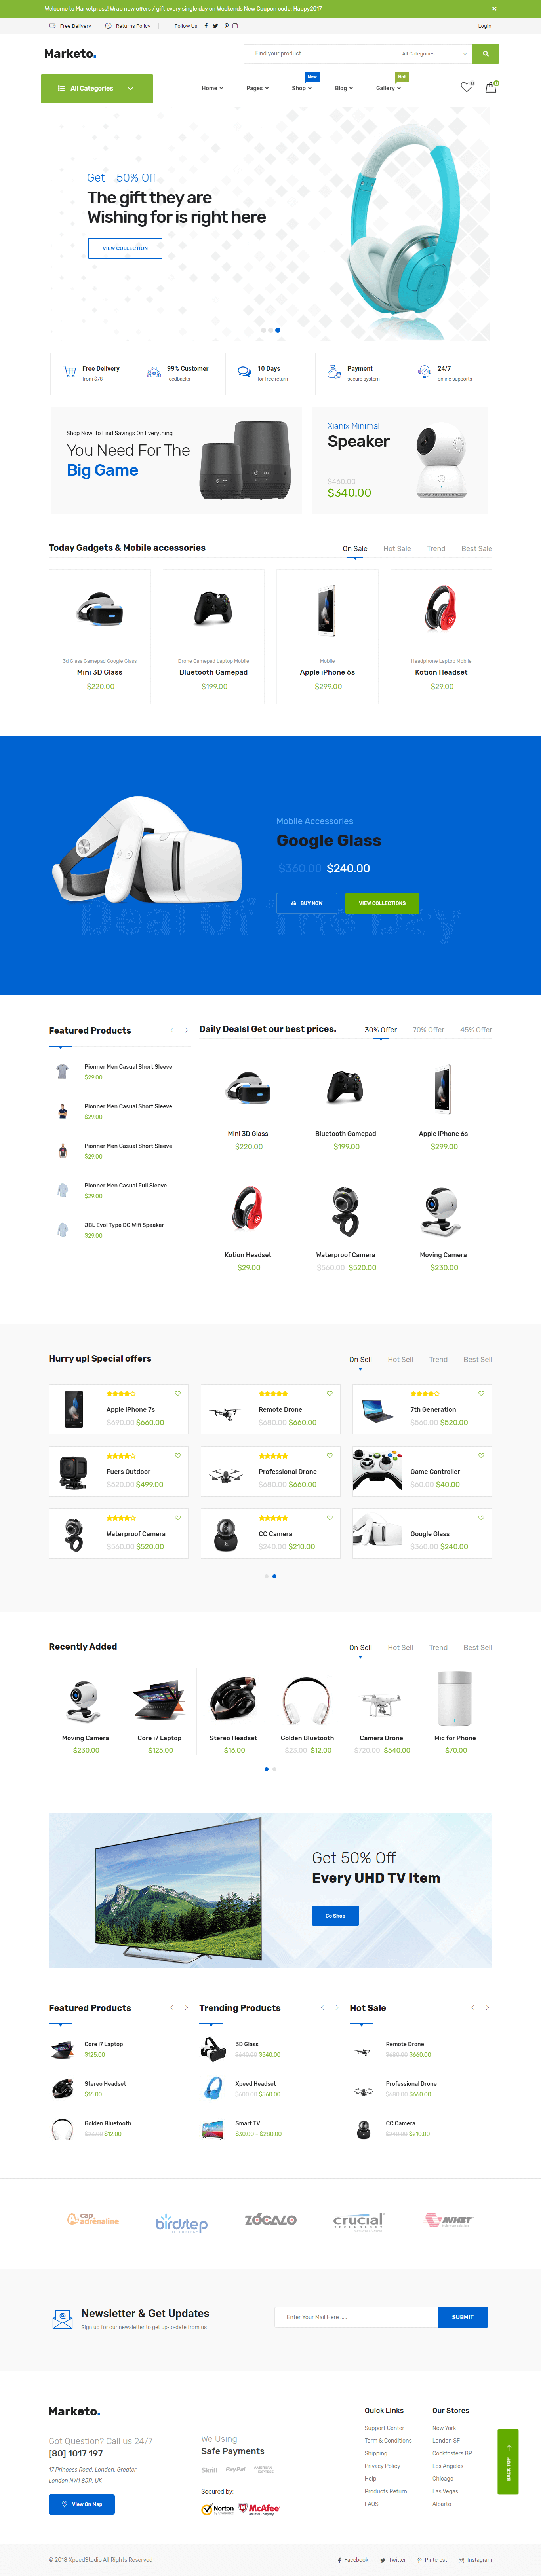 Welcome to Marketpress! Wrap new offers / gift every single day on Weekends New Coupon code: Happy2017
Free Delivery
Returns Policy
Follow Us
Login
Marketo.
Find your product
All Categories
All Categories
Home
Pages
Shop
New
Blog
Gallery
Hot
0
0
Get - 50% Off
The gift they are
Wishing for is right here
VIEW COLLECTION
Free Delivery
from $78
99% Customer
feedbacks
10 Days
for free return
Payment
secure system
24/7
online supports
Shop Now To Find Savings On Everything
You Need For The
Big Game
Xianix Minimal
Speaker
$460.00
$340.00
Today Gadgets & Mobile accessories
On Sale
Hot Sale
Trend
Best Sale
3d Glass Gamepad Google Glass
Mini 3D Glass
$220.00
Drone Gamepad Laptop Mobile
Bluetooth Gamepad
$199.00
Mobile
Apple iPhone 6s
$299.00
Headphone Laptop Mobile
Kotion Headset
$29.00
Mobile Accessories
Google Glass
$360.00 $240.00
BUY NOW
VIEW COLLECTIONS
Deal Of The Day
Featured Products
Pionner Men Casual Short Sleeve
$29.00
Pionner Men Casual Short Sleeve
$29.00
Pionner Men Casual Short Sleeve
$29.00
Pionner Men Casual Full Sleeve
$29.00
JBL Evol Type DC Wifi Speaker
$29.00
Daily Deals! Get our best prices.
30% Offer
70% Offer
45% Offer
Mini 3D Glass
$220.00
Bluetooth Gamepad
$199.00
Apple iPhone 6s
$299.00
Kotion Headset
$29.00
Waterproof Camera
$560.00 $520.00
Moving Camera
$230.00
Hurry up! Special offers
On Sell
Hot Sell
Trend
Best Sell
Apple iPhone 7s
$690.00 $660.00
Remote Drone
$680.00 $660.00
7th Generation
$560.00 $520.00
Fuers Outdoor
$520.00 $499.00
Professional Drone
$680.00 $660.00
Game Controller
$60.00 $40.00
Waterproof Camera
$560.00 $520.00
CC Camera
$240.00 $210.00
Google Glass
$360.00 $240.00
Recently Added
On Sell
Hot Sell
Trend
Best Sell
Moving Camera
$230.00
Core i7 Laptop
$125.00
Stereo Headset
$16.00
Golden Bluetooth
$23.00 $12.00
Camera Drone
$720.00 $540.00
Mic for Phone
$70.00
Get 50% Off
Every UHD TV Item
Go Shop
Featured Products
Core i7 Laptop
$125.00
Stereo Headset
$16.00
Golden Bluetooth
$23.00 $12.00
Trending Products
3D Glass
$640.00 $540.00
Xpeed Headset
$600.00 $560.00
Smart TV
$30.00 – $280.00
Hot Sale
Remote Drone
$680.00 $660.00
Professional Drone
$680.00 $660.00
CC Camera
$240.00 $210.00
cap adrenaline
birdstep
ZÓCALO
crucial
TECHNOLOGY
AVNET
Newsletter & Get Updates
Sign up for our newsletter to get up-to-date from us
Enter Your Mail Here .....
SUBMIT
Marketo.
Got Question? Call us 24/7
[80] 1017 197
17 Princess Road, London, Greater
London NW1 8JR, UK
View On Map
We Using
Safe Payments
Skrill
PayPal
Secured by:
Norton
McAfee
Quick Links
Support Center
Term & Conditions
Shipping
Privacy Policy
Help
Products Return
FAQS
Our Stores
New York
London SF
Cockfosters BP
Los Angeles
Chicago
Las Vegas
Albarto
BACK TOP
© 2018 XpeedStudio All Rights Reserved
Facebook
Twitter
Pinterest
Instagram